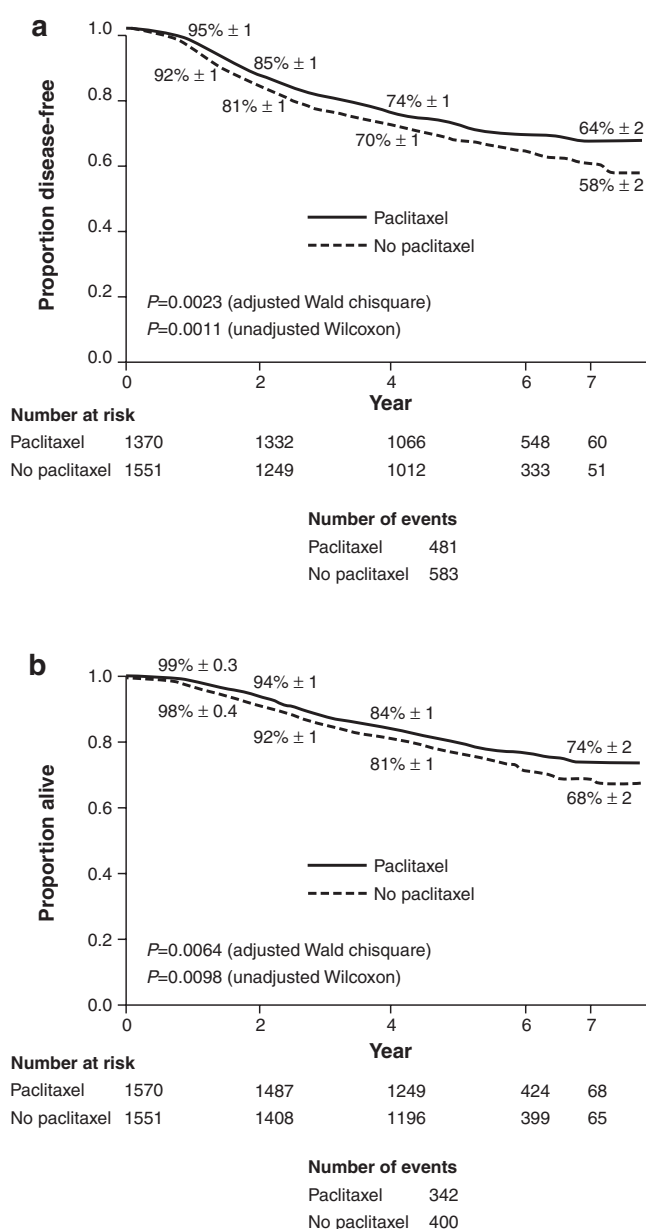 a
Proportion disease-free
1.0
0.8
0.6
0.4
0.2
0.0
95% ± 1
92% ± 1
85% ± 1
81% ± 1
74% ± 1
70% ± 1
64% ± 2
58% ± 2
Paclitaxel
No paclitaxel
P=0.0023 (adjusted Wald chisquare)
P=0.0011 (unadjusted Wilcoxon)
0 2 4 6 7
Year
Number at risk
Paclitaxel 1370 1332 1066 548 60
No paclitaxel 1551 1249 1012 333 51
Number of events
Paclitaxel 481
No paclitaxel 583
b
Proportion alive
1.0
0.8
0.6
0.4
0.2
0.0
99% ± 0.3
98% ± 0.4
94% ± 1
92% ± 1
84% ± 1
81% ± 1
74% ± 2
68% ± 2
Paclitaxel
No paclitaxel
P=0.0064 (adjusted Wald chisquare)
P=0.0098 (unadjusted Wilcoxon)
0 2 4 6 7
Year
Number at risk
Paclitaxel 1570 1487 1249 424 68
No paclitaxel 1551 1408 1196 399 65
Number of events
Paclitaxel 342
No paclitaxel 400